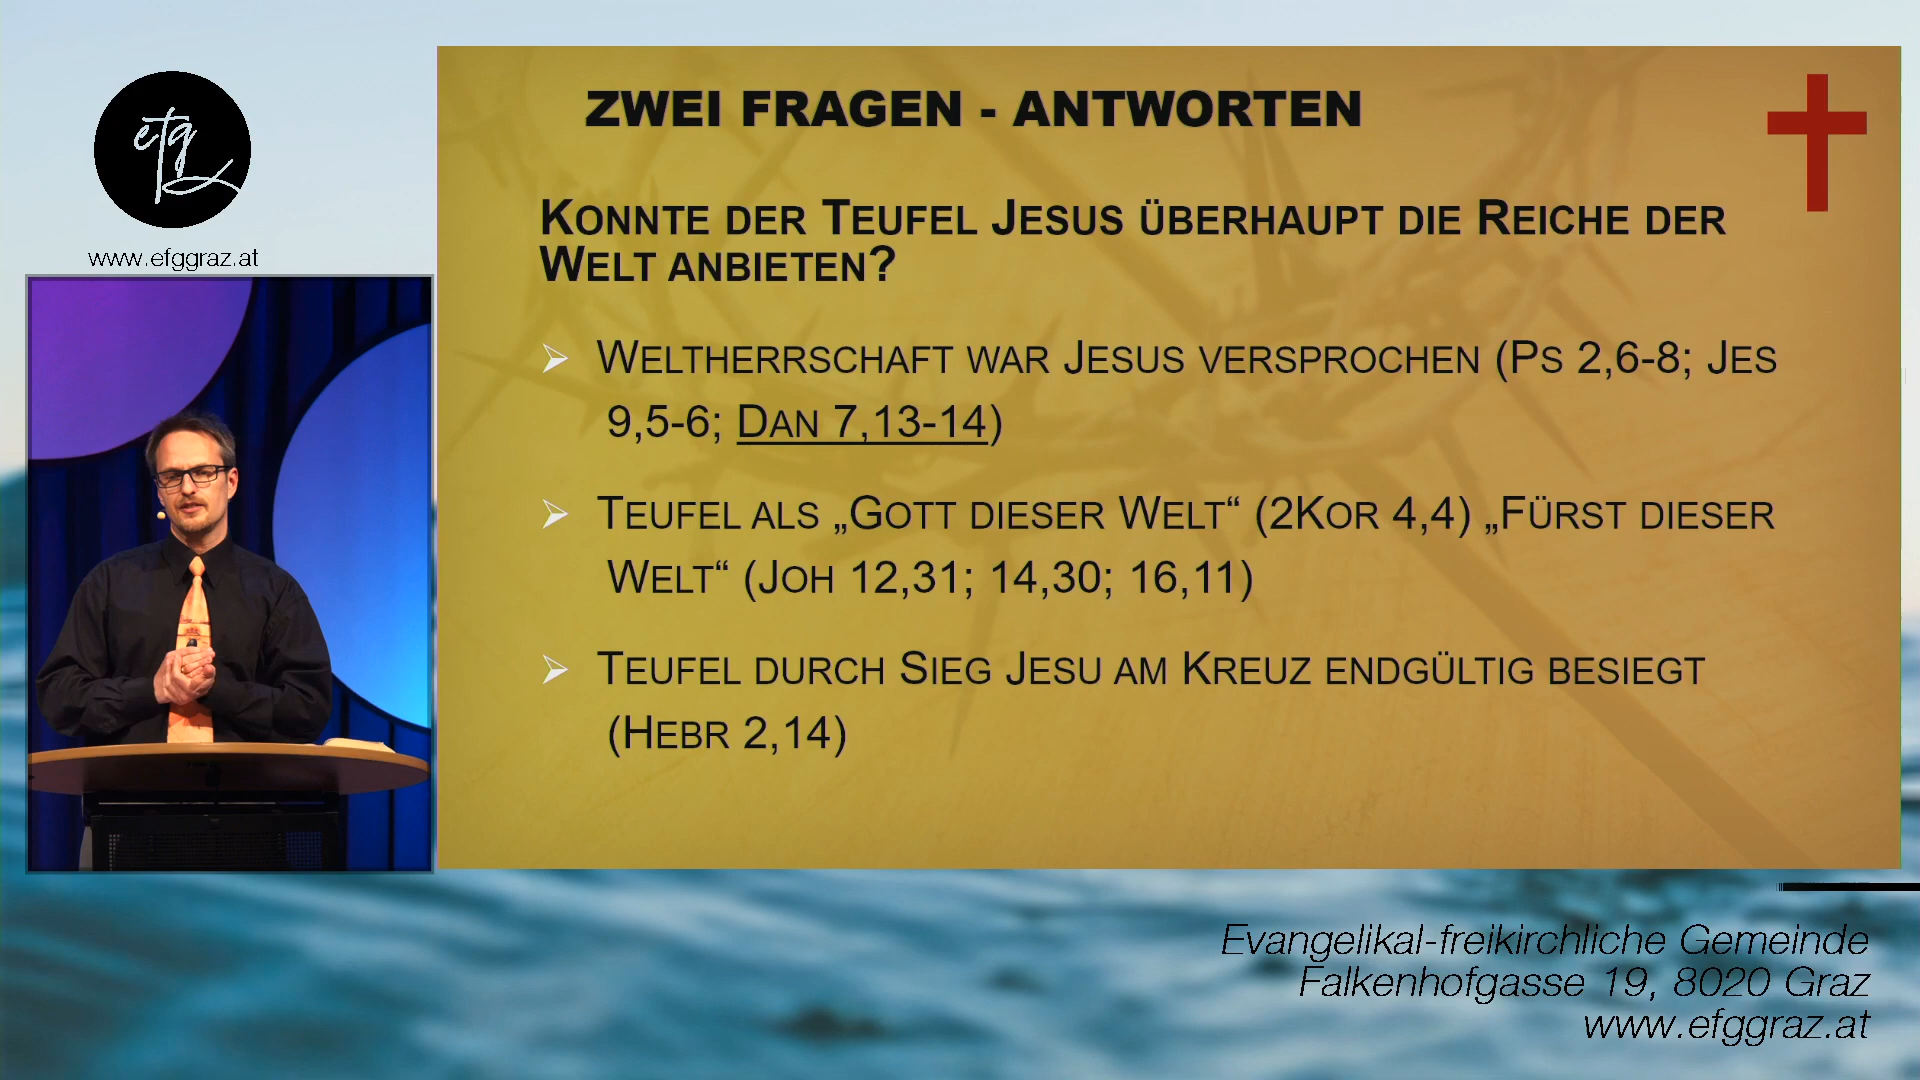 efg
www.efggraz.at
ZWEI FRAGEN - ANTWORTEN
KONNTE DER TEUFEL JESUS ÜBERHAUPT DIE REICHE DER
WELT ANBIETEN?
WELTHERRSCHAFT WAR JESUS VERSPROCHEN (PS 2,6-8; JES
9,5-6; DAN 7,13-14)
TEUFEL ALS „GOTT DIESER WELT“ (2KOR 4,4) „FÜRST DIESER
WELT“ (JOH 12,31; 14,30; 16,11)
TEUFEL DURCH SIEG JESU AM KREUZ ENDGÜLTIG BESIEGT
(HEBR 2,14)
Evangelikal-freikirchliche Gemeinde
Falkenhofgasse 19, 8020 Graz
www.efggraz.at